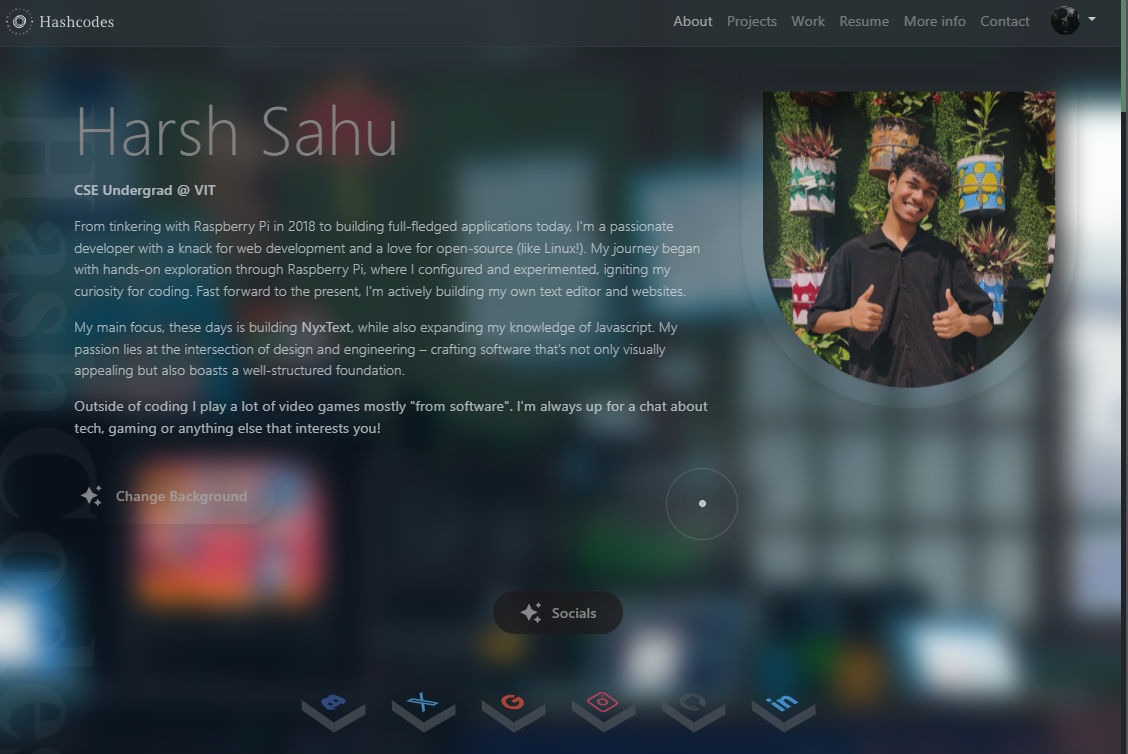 Hashcodes
About Projects Work Resume More info Contact
Harsh Sahu
CSE Undergrad @ VIT
From tinkering with Raspberry Pi in 2018 to building full-fledged applications today, I'm a passionate
developer with a knack for web development and a love for open-source (like Linux!). My journey began
with hands-on exploration through Raspberry Pi, where I configured and experimented, igniting my
curiosity for coding. Fast forward to the present, I'm actively building my own text editor and websites.
My main focus, these days is building NyxText, while also expanding my knowledge of Javascript. My
passion lies at the intersection of design and engineering – crafting software that's not only visually
appealing but also boasts a well-structured foundation.
Outside of coding I play a lot of video games mostly "from software". I'm always up for a chat about
tech, gaming or anything else that interests you!
Change Background
Socials
X
G
in
Hash Codes